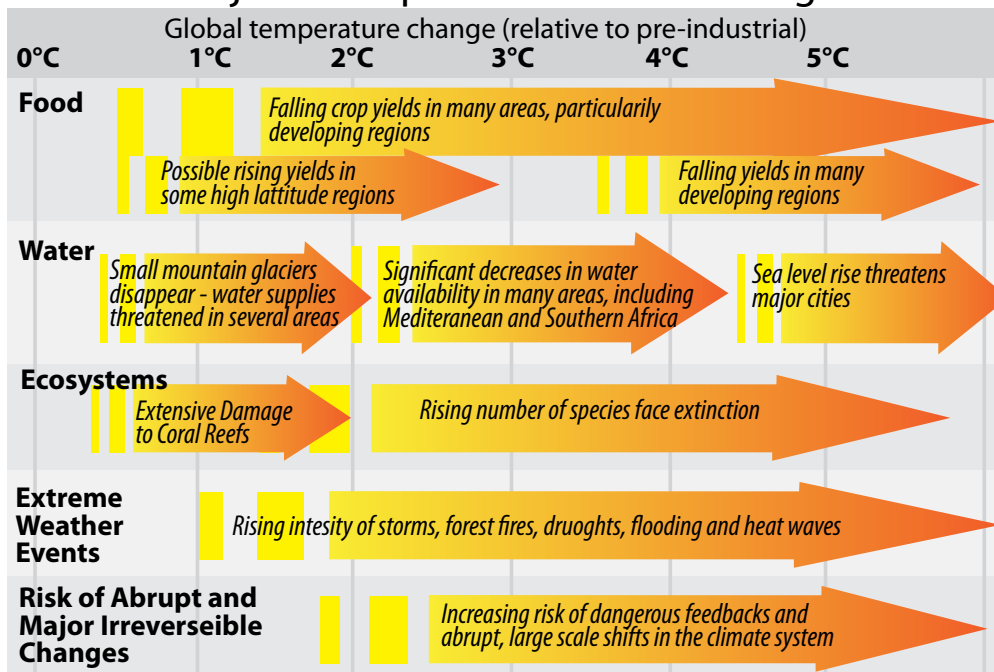 Global temperature change (relative to pre-industrial)
0°C 1°C 2°C 3°C 4°C 5°C
Food
Falling crop yields in many areas, particularily
developing regions
Possible rising yields in
some high lattitude regions
Falling yields in many
developing regions
Water
Small mountain glaciers
disappear - water supplies
threatened in several areas
Significant decreases in water
availability in many areas, including
Mediteranean and Southern Africa
Sea level rise threatens
major cities
Ecosystems
Extensive Damage
to Coral Reefs
Rising number of species face extinction
Extreme
Weather
Events
Rising intesity of storms, forest fires, druoghts, flooding and heat waves
Risk of Abrupt and
Major Irreverseible
Changes
Increasing risk of dangerous feedbacks and
abrupt, large scale shifts in the climate system